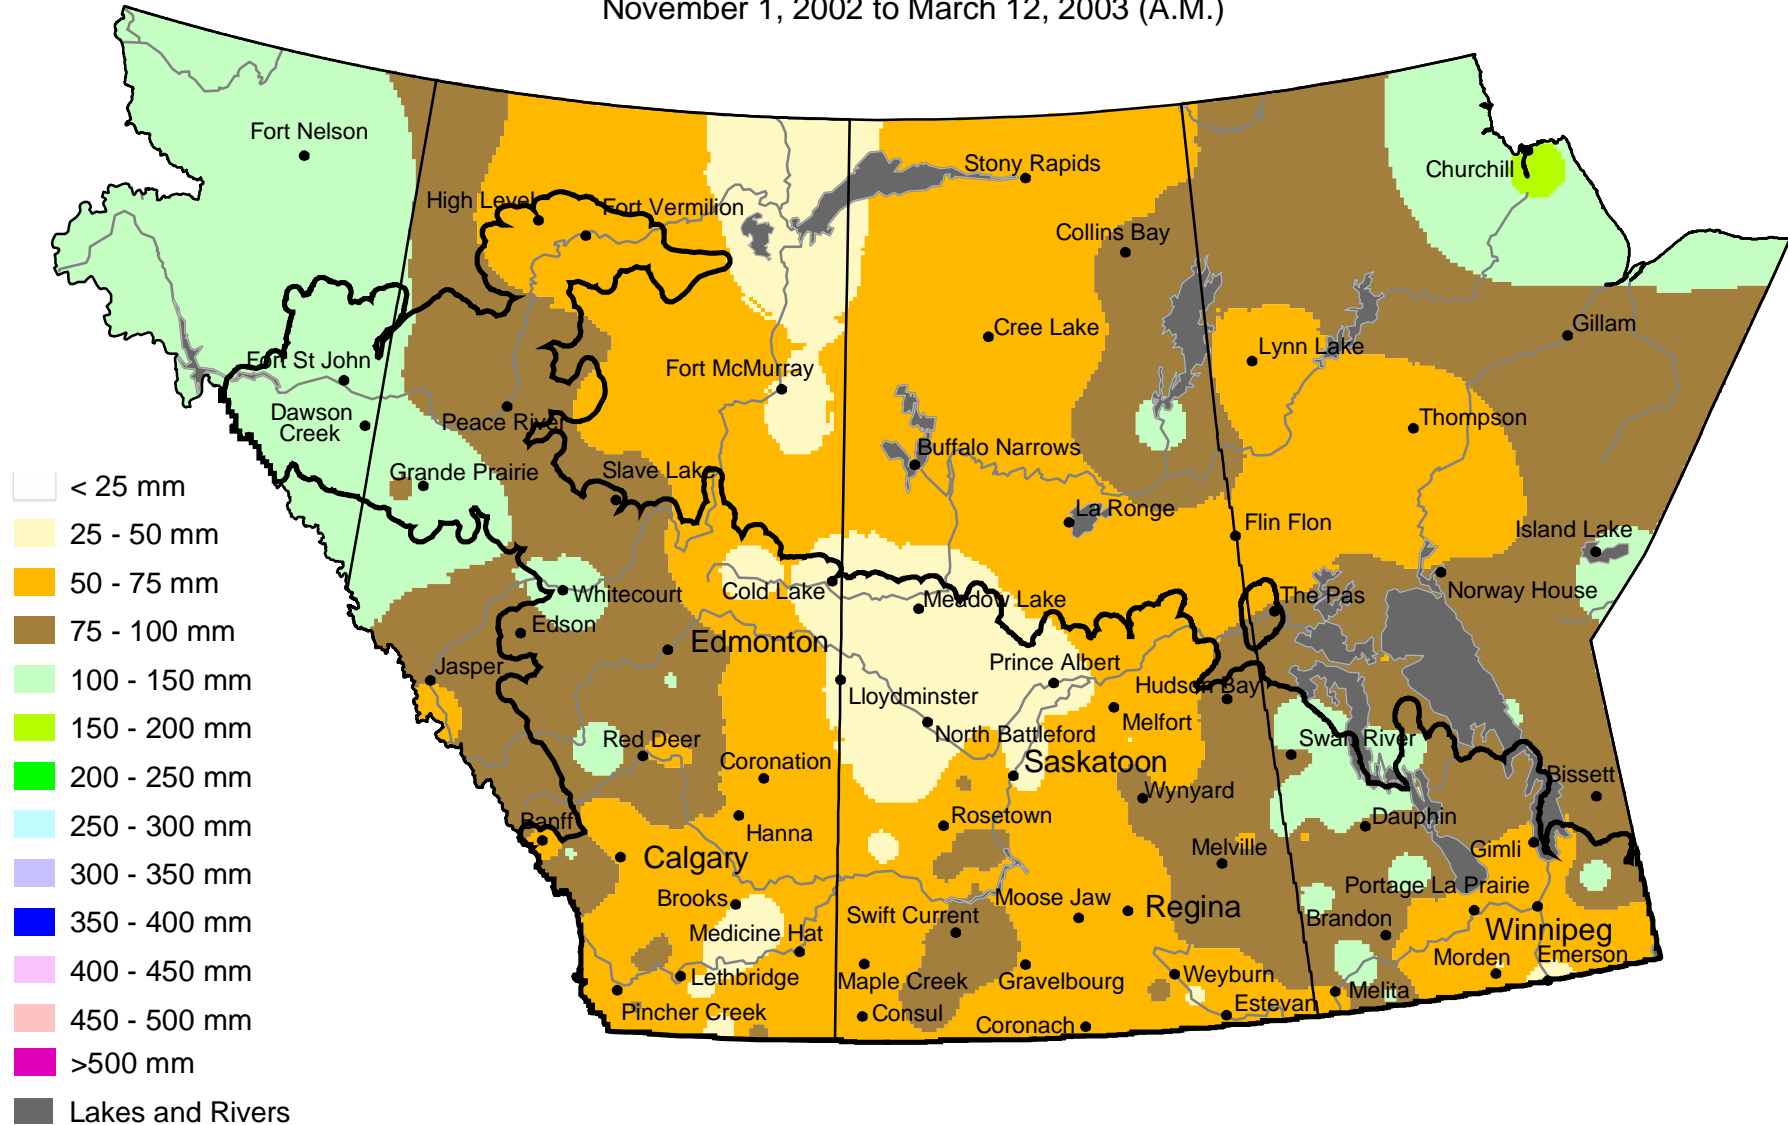 November 1, 2002 to March 12, 2003 (A.M.)
Fort Nelson
Churchill
Stony Rapids
High Level
Fort Vermilion
Collins Bay
Gillam
Cree Lake
Lynn Lake
Fort St John
Fort McMurray
Dawson
Creek
Peace River
Thompson
Buffalo Narrows
Grande Prairie
Slave Lake
La Ronge
Flin Flon
Island Lake
Whitecourt
Cold Lake
Meadow Lake
The Pas
Norway House
Edson
Edmonton
Jasper
Prince Albert
Lloydminster
Hudson Bay
Melfort
North Battleford
Red Deer
Swan River
Coronation
Saskatoon
Bissett
Wynyard
Banff
Hanna
Rosetown
Dauphin
Calgary
Melville
Gimli
Brooks
Moose Jaw
Regina
Portage La Prairie
Swift Current
Brandon
Winnipeg
Medicine Hat
Morden
Emerson
Lethbridge
Maple Creek
Gravelbourg
Weyburn
Melita
Pincher Creek
Consul
Coronach
Estevan
< 25 mm
25 - 50 mm
50 - 75 mm
75 - 100 mm
100 - 150 mm
150 - 200 mm
200 - 250 mm
250 - 300 mm
300 - 350 mm
350 - 400 mm
400 - 450 mm
450 - 500 mm
>500 mm
Lakes and Rivers